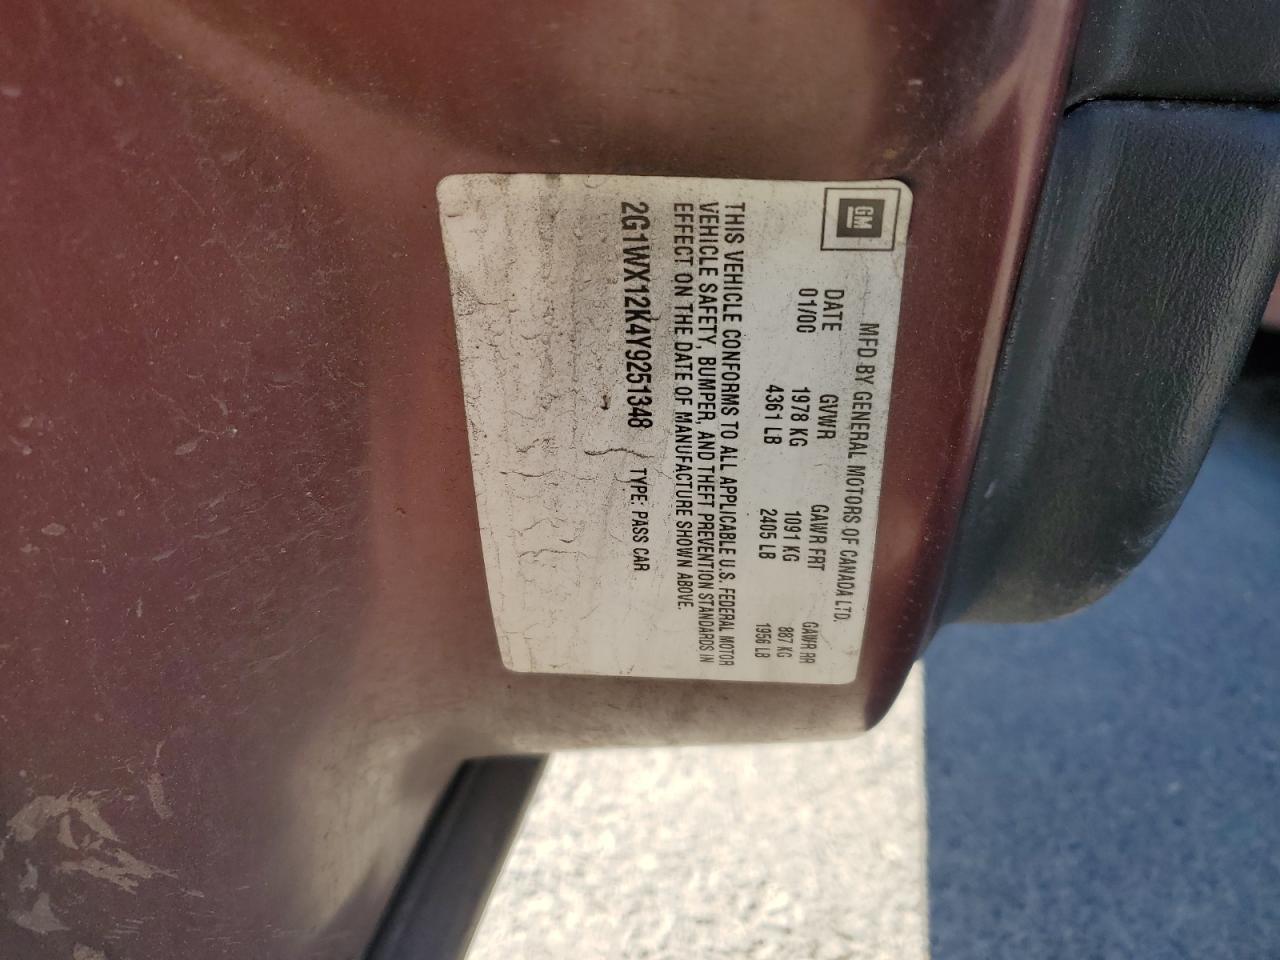 GM
MFD BY GENERAL MOTORS OF CANADA LTD.
DATE GVWR GAWR FRT GAWR RR
01/00 1978 KG 1091 KG 887 KG
4361 LB 2405 LB 1956 LB
THIS VEHICLE CONFORMS TO ALL APPLICABLE U.S. FEDERAL MOTOR
VEHICLE SAFETY, BUMPER, AND THEFT PREVENTION STANDARDS IN
EFFECT ON THE DATE OF MANUFACTURE SHOWN ABOVE.
2G1WX12K4Y9251348 TYPE: PASS CAR